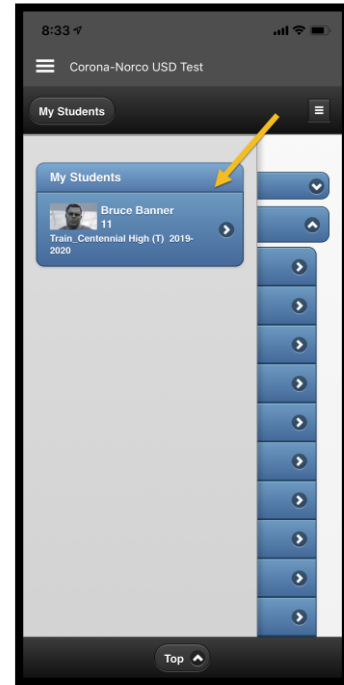 8:33
Corona-Norco USD Test
My Students
My Students
Bruce Banner
11
Train_Centennial High (T) 2019-
2020
Top